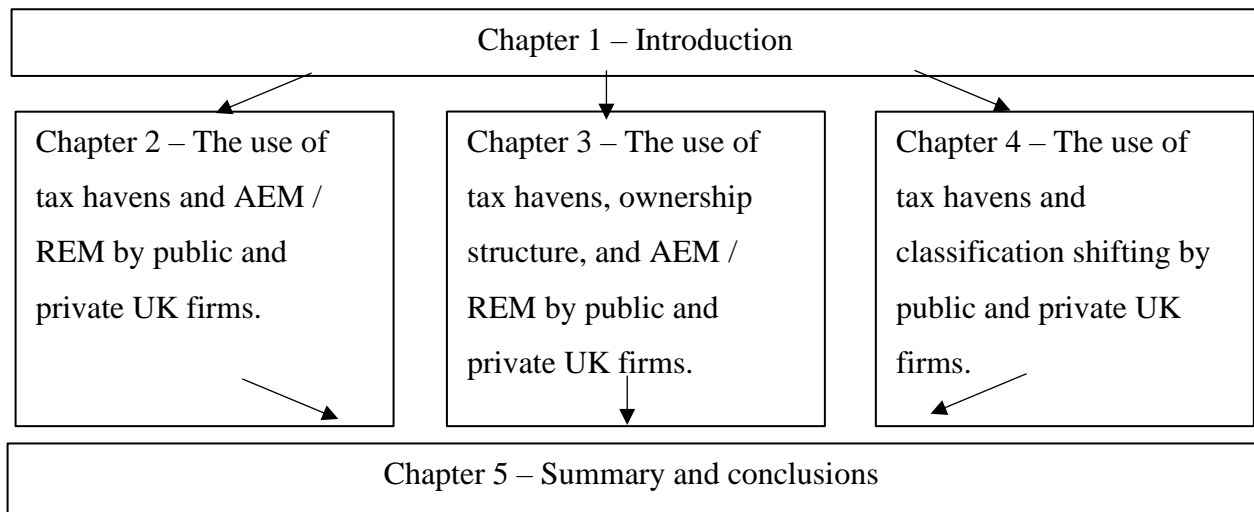 Chapter 1 – Introduction
Chapter 2 – The use of
tax havens and AEM /
REM by public and
private UK firms.
Chapter 3 – The use of
tax havens, ownership
structure, and AEM /
REM by public and
private UK firms.
Chapter 4 – The use of
tax havens and
classification shifting by
public and private UK
firms.
Chapter 5 – Summary and conclusions